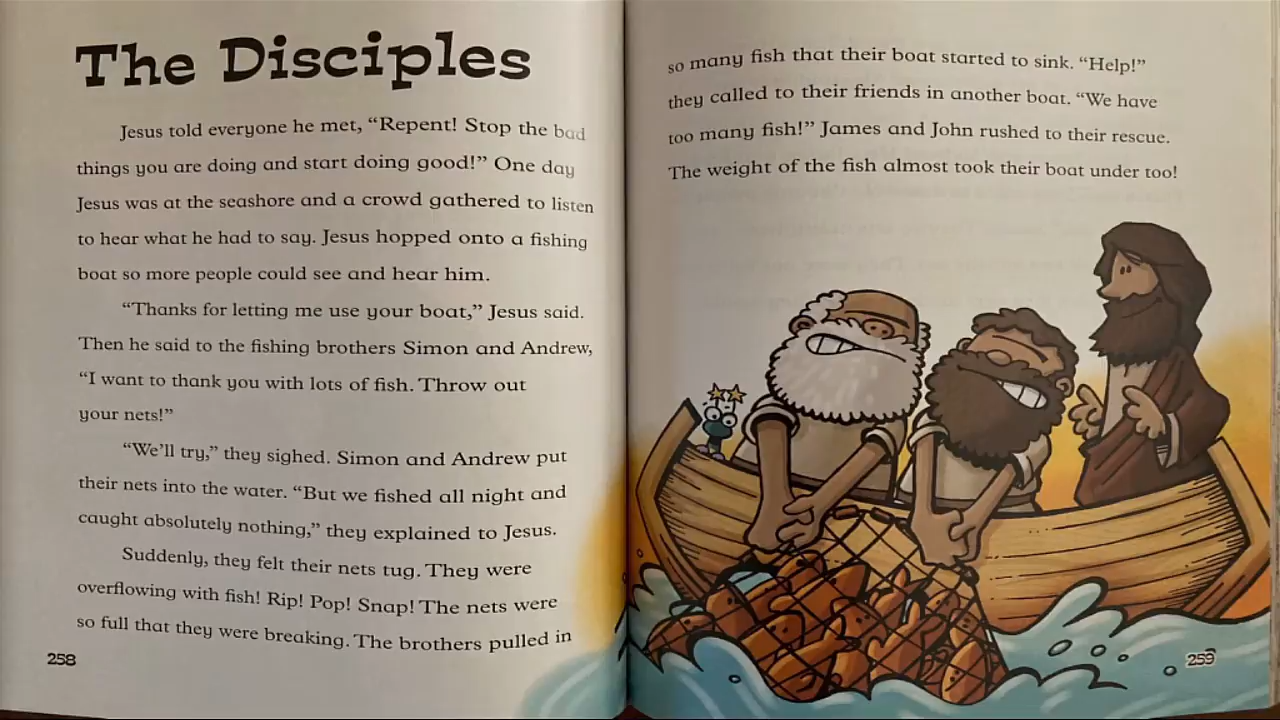 The Disciples
Jesus told everyone he met, “Repent! Stop the bad
things you are doing and start doing good!” One day
Jesus was at the seashore and a crowd gathered to listen
to hear what he had to say. Jesus hopped onto a fishing
boat so more people could see and hear him.
“Thanks for letting me use your boat,” Jesus said.
Then he said to the fishing brothers Simon and Andrew,
“I want to thank you with lots of fish. Throw out
your nets!”
“We’ll try,” they sighed. Simon and Andrew put
their nets into the water. “But we fished all night and
caught absolutely nothing,” they explained to Jesus.
Suddenly, they felt their nets tug. They were
overflowing with fish! Rip! Pop! Snap! The nets were
so full that they were breaking. The brothers pulled in
258
so many fish that their boat started to sink. “Help!”
they called to their friends in another boat. “We have
too many fish!” James and John rushed to their rescue.
The weight of the fish almost took their boat under too!
259